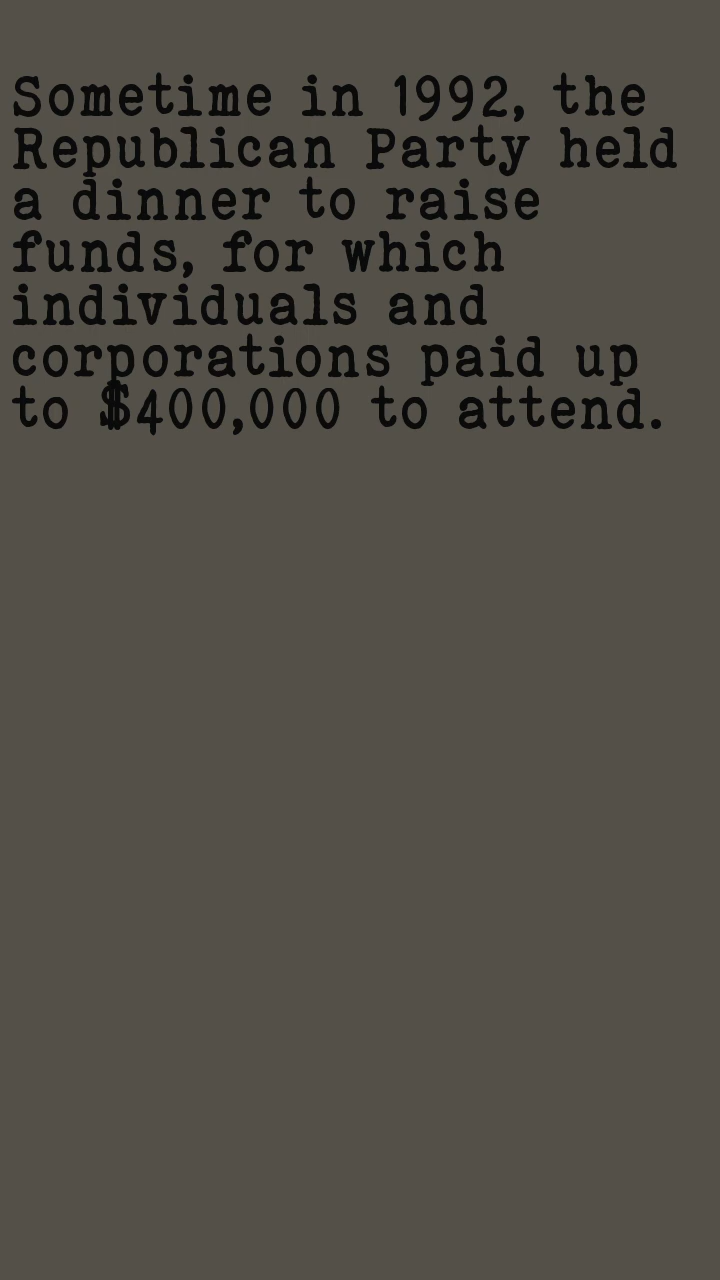 Sometime in 1992, the
Republican Party held
a dinner to raise
funds, for which
individuals and
corporations paid up
to $400,000 to attend.